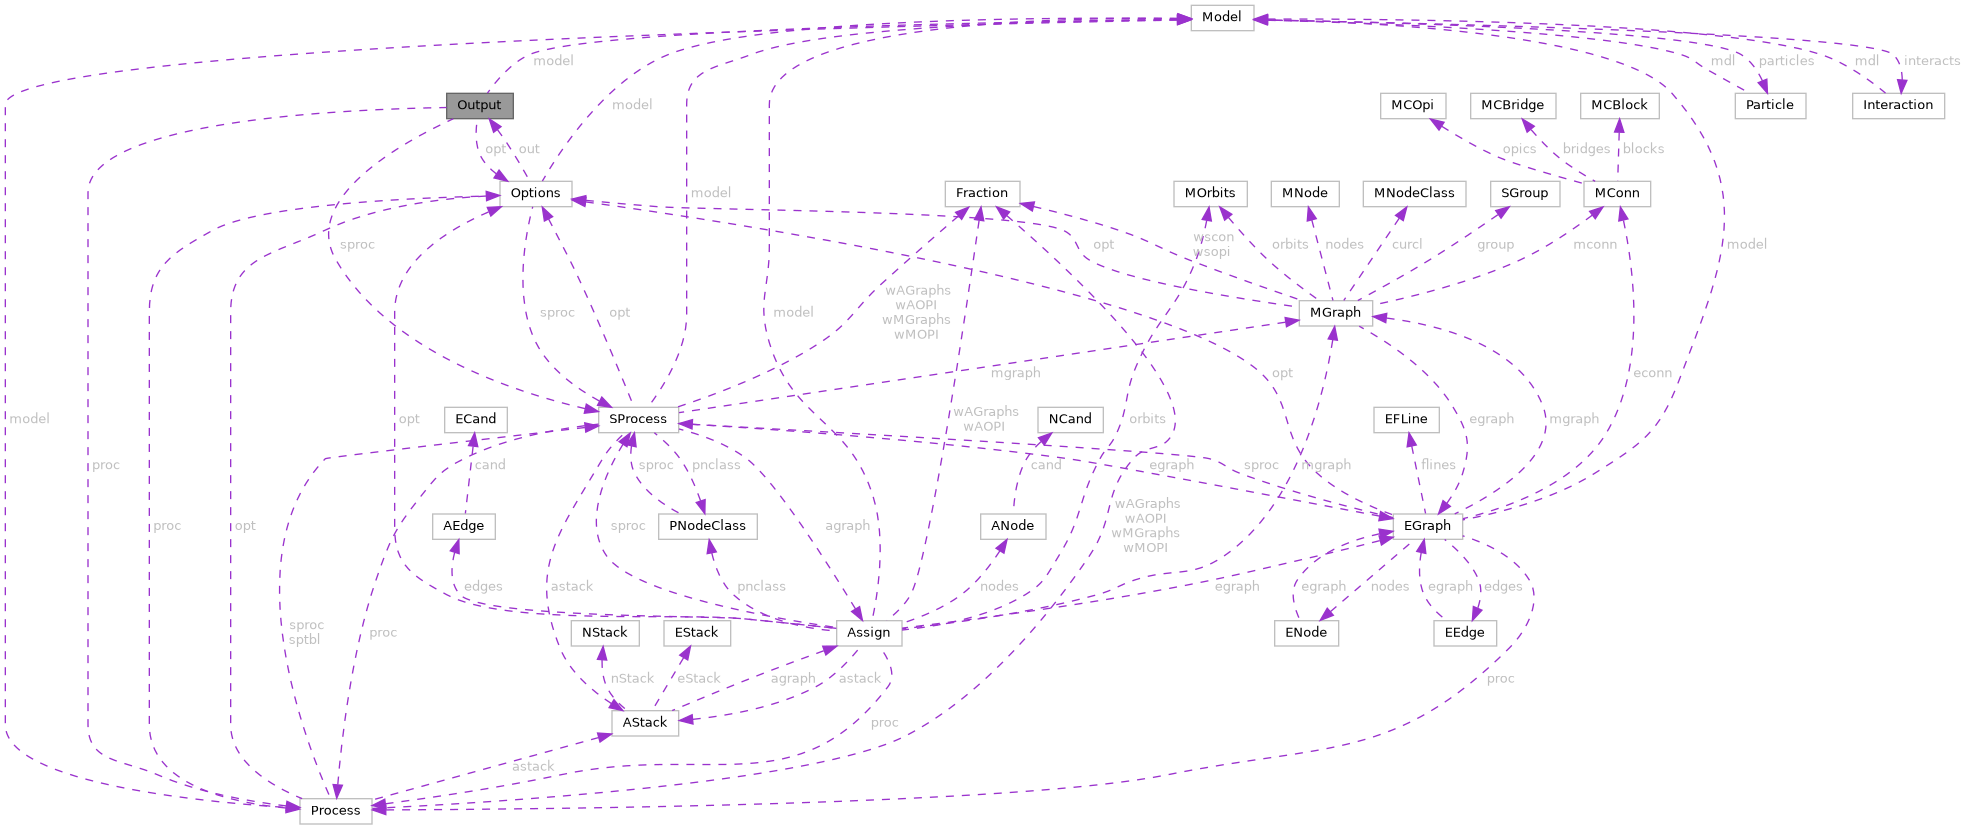 Model
model
mdl
particles
mdl
interacts
Output
MCOpi
MCBridge
MCBlock
Particle
Interaction
model
opt
out
opics
bridges
blocks
Options
model
Fraction
MOrbits
MNode
MNodeClass
SGroup
MConn
sproc
opt
wscon
wsopi
orbits
nodes
curcl
group
mconn
model
sproc
opt
model
wAGraphs
wAOPI
wMGraphs
wMOPI
MGraph
mgraph
opt
econn
model
opt
ECand
SProcess
wAGraphs
wAOPI
NCand
orbits
egraph
EFLine
mgraph
proc
cand
sproc
pnclass
cand
egraph
sproc
mgraph
flines
proc
opt
AEdge
sproc
PNodeClass
agraph
ANode
wAGraphs
wAOPI
wMGraphs
wMOPI
EGraph
edges
astack
pnclass
nodes
egraph
egraph
nodes
egraph
edges
sproc
sptbl
proc
NStack
EStack
Assign
ENode
EEdge
nStack
eStack
agraph
astack
proc
AStack
proc
astack
Process